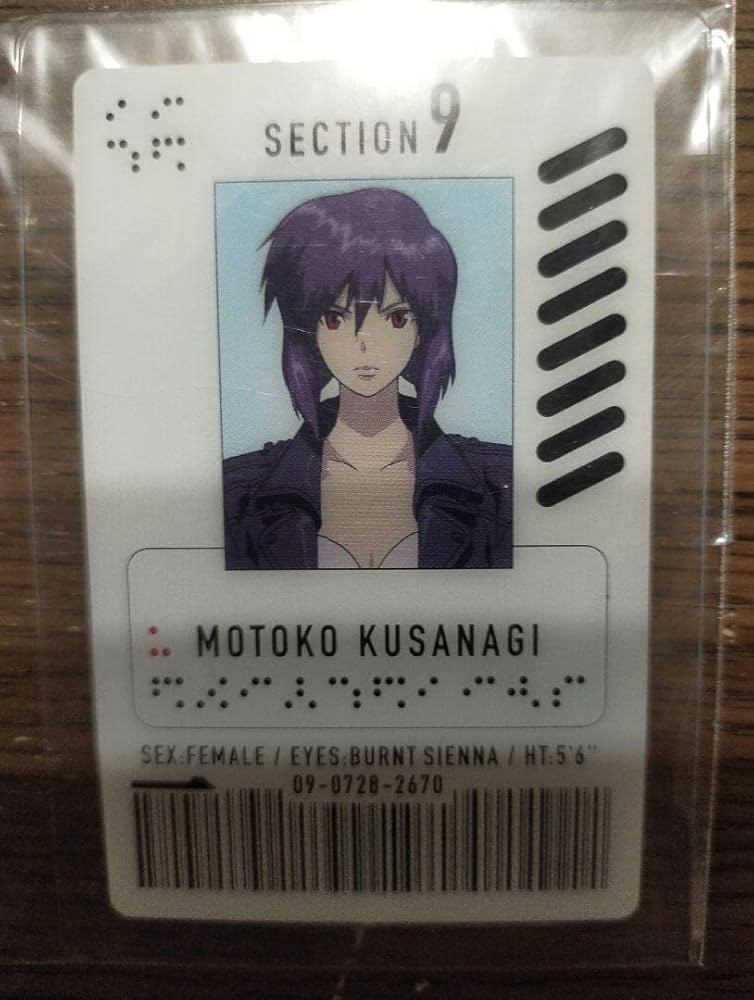 SECTION 9
MOTOKO KUSANAGI
SEX:FEMALE / EYES:BURNT SIENNA / HT:5'6"
09-0728-2670